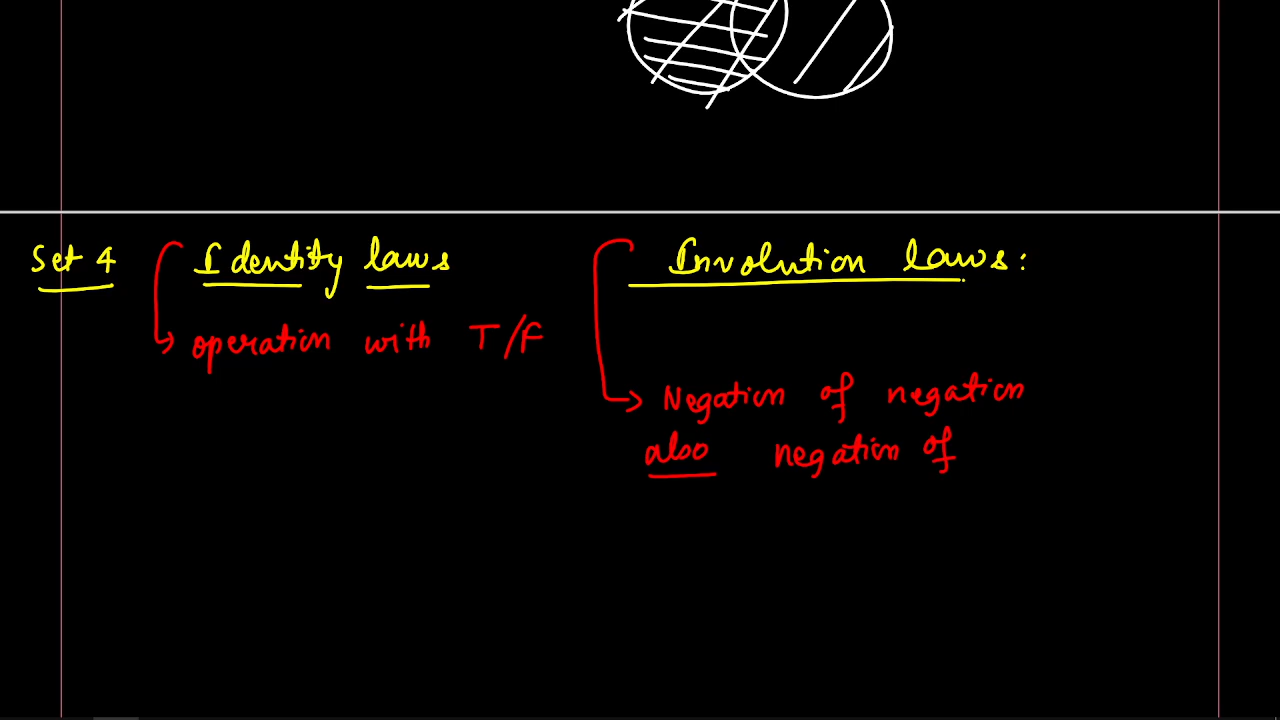 Set 4 Identity laws Involution laws:
operation with T/F
Negation of negation
also negation of